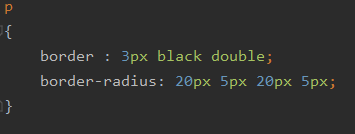 p
{
border : 3px black double;
border-radius: 20px 5px 20px 5px;
}